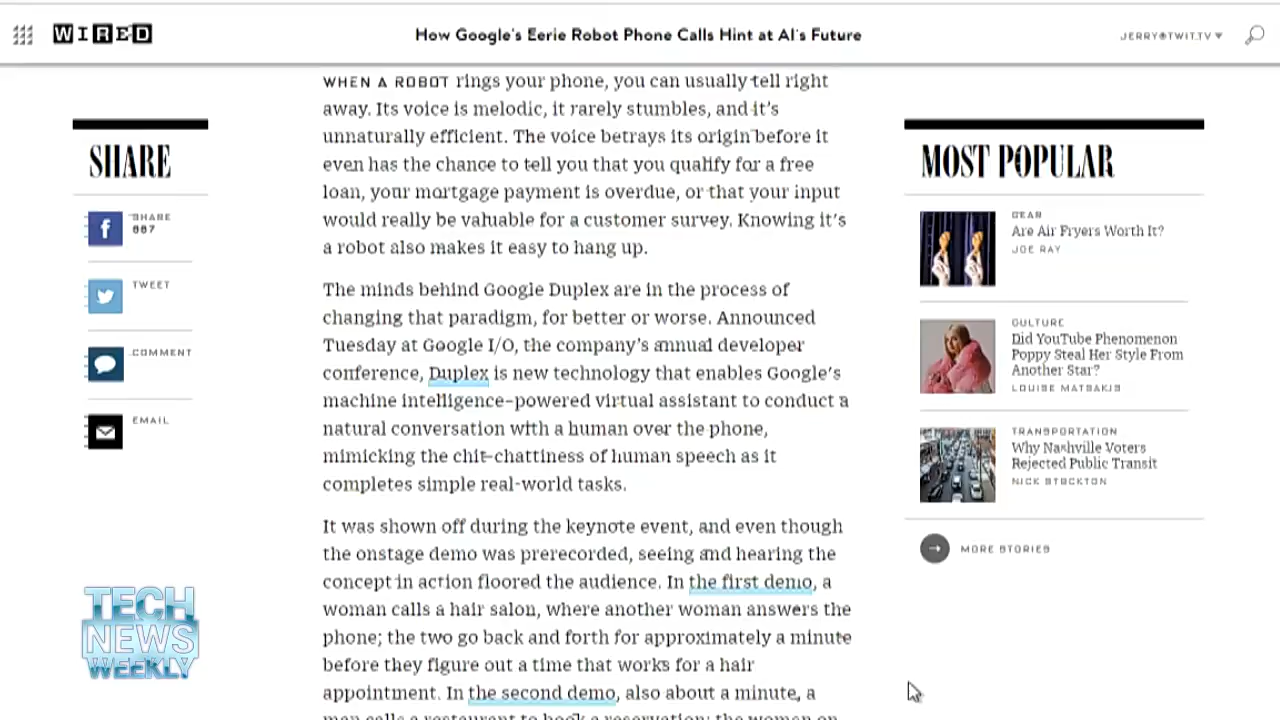 WIRED
How Google's Eerie Robot Phone Calls Hint at AI's Future
JERRY@TWIT.TV
WHEN A ROBOT rings your phone, you can usually tell right
away. Its voice is melodic, it rarely stumbles, and it's
unnaturally efficient. The voice betrays its origin before it
even has the chance to tell you that you qualify for a free
loan, your mortgage payment is overdue, or that your input
would really be valuable for a customer survey. Knowing it's
a robot also makes it easy to hang up.
The minds behind Google Duplex are in the process of
changing that paradigm, for better or worse. Announced
Tuesday at Google I/O, the company's annual developer
conference, Duplex is new technology that enables Google's
machine intelligence-powered virtual assistant to conduct a
natural conversation with a human over the phone,
mimicking the chit-chattiness of human speech as it
completes simple real-world tasks.
It was shown off during the keynote event, and even though
the onstage demo was prerecorded, seeing and hearing the
concept in action floored the audience. In the first demo, a
woman calls a hair salon, where another woman answers the
phone; the two go back and forth for approximately a minute
before they figure out a time that works for a hair
appointment. In the second demo, also about a minute, a
man calls a restaurant to book a reservation; the woman on
SHARE
SHARE
887
TWEET
COMMENT
EMAIL
MOST POPULAR
GEAR
Are Air Fryers Worth It?
JOE RAY
CULTURE
Did YouTube Phenomenon
Poppy Steal Her Style From
Another Star?
LOUISE MATSAKIS
TRANSPORTATION
Why Nashville Voters
Rejected Public Transit
NICK STOCKTON
MORE STORIES
TECH
NEWS
WEEKLY